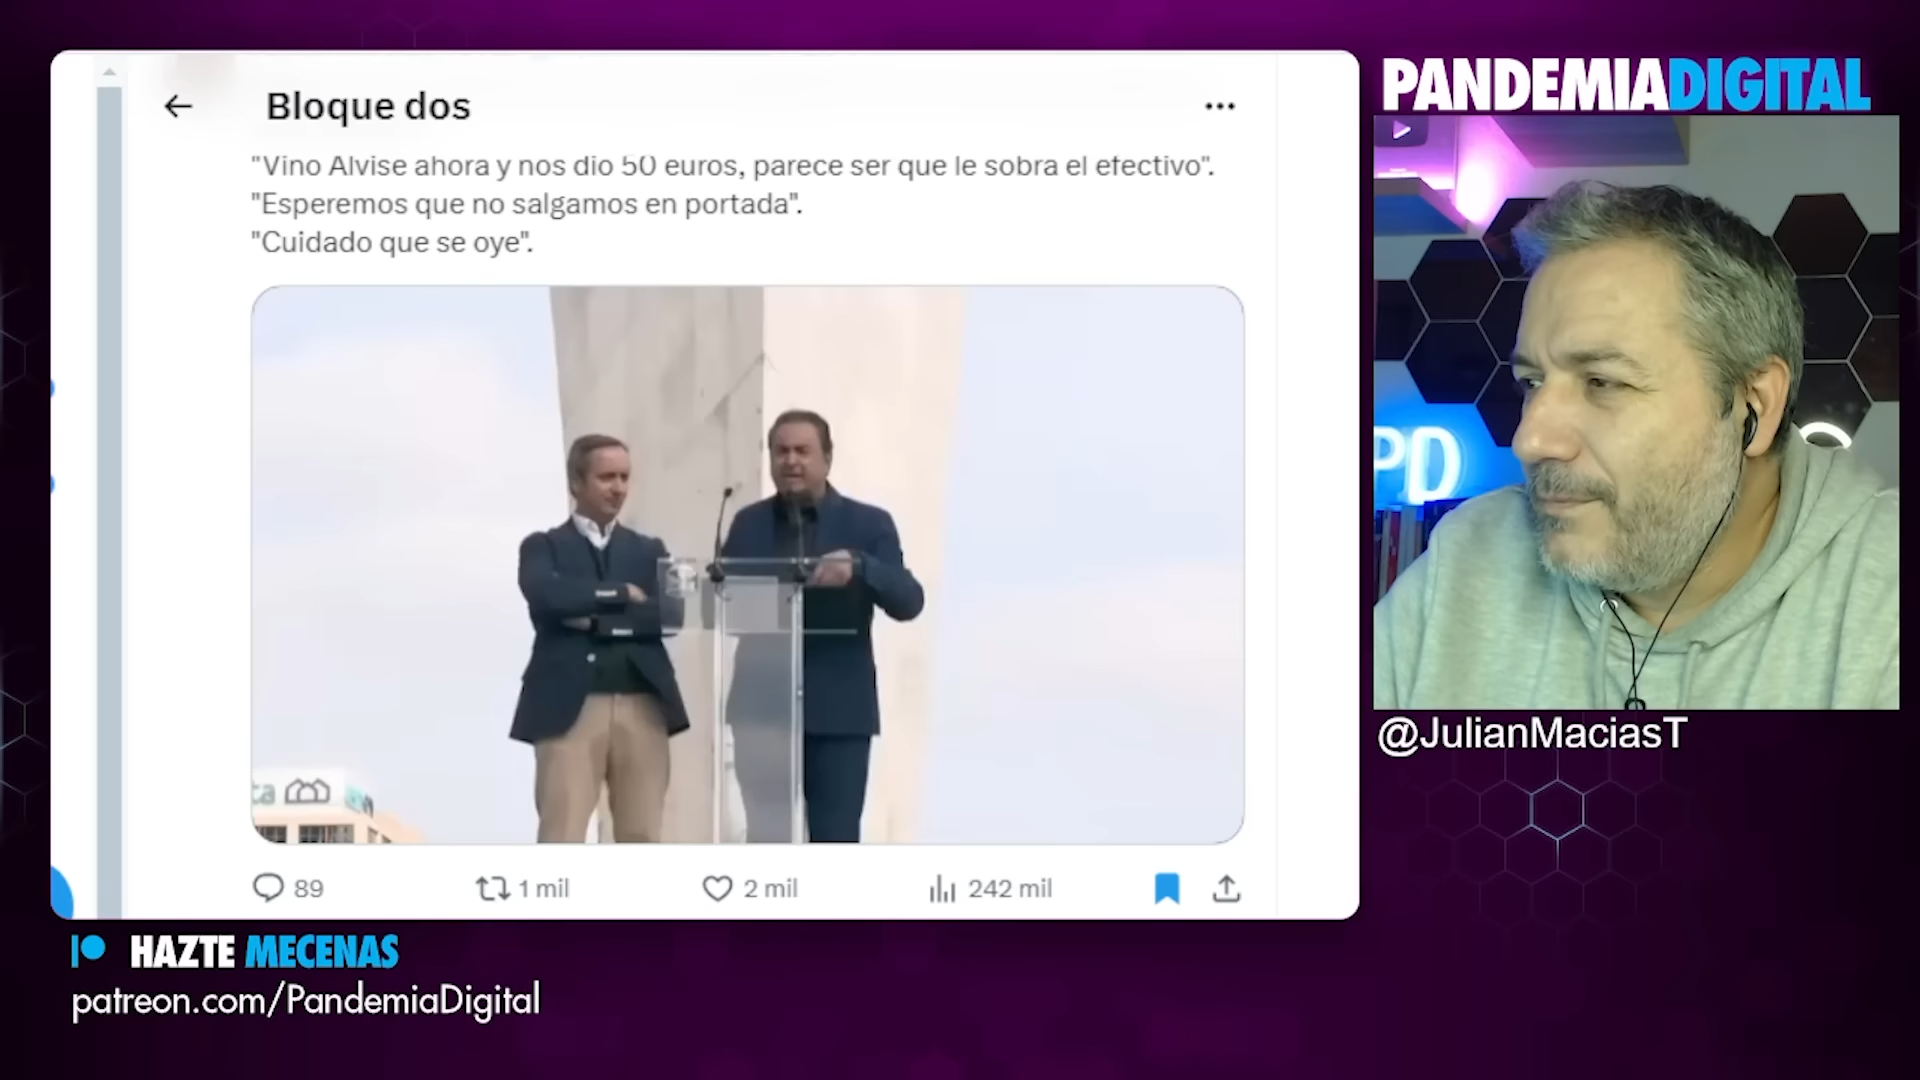 PANDEMIADIGITAL
Bloque dos
"Vino Alvise ahora y nos dio 50 euros, parece ser que le sobra el efectivo".
"Esperemos que no salgamos en portada".
"Cuidado que se oye".
PD
ta
89
1 mil
2 mil
242 mil
@JulianMaciasT
HAZTE MECENAS
patreon.com/PandemiaDigital